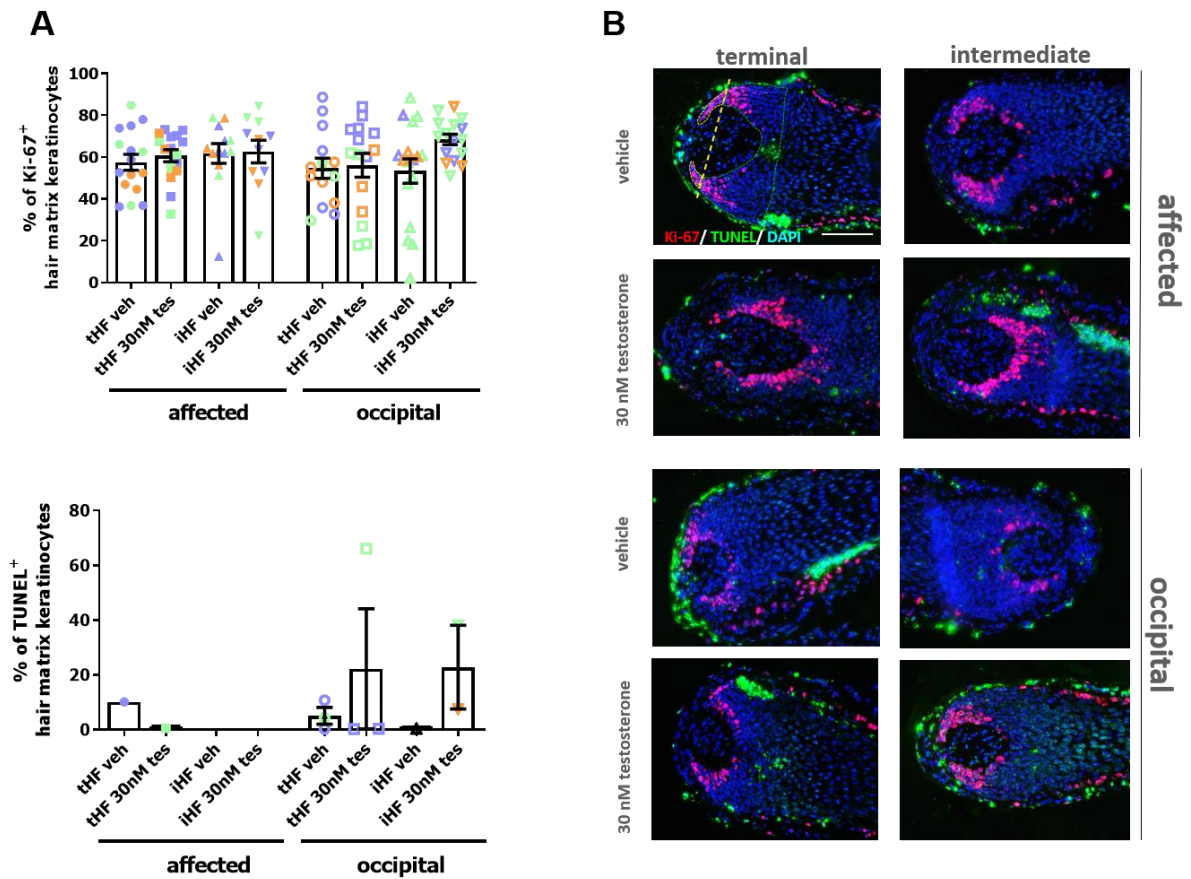 A
% of Ki-67+
hair matrix keratinocytes
100
80
60
40
20
0
tHF veh
tHF 30nM tes
iHF veh
iHF 30nM tes
tHF veh
tHF 30nM tes
iHF veh
iHF 30nM tes
affected
occipital
% of TUNEL+
hair matrix keratinocytes
80
60
40
20
0
tHF veh
tHF 30nM tes
iHF veh
iHF 30nM tes
tHF veh
tHF 30nM tes
iHF veh
iHF 30nM tes
affected
occipital
B
terminal
intermediate
vehicle
Ki-67/ TUNEL/ DAPI
30 nM testosterone
affected
vehicle
30 nM testosterone
occipital